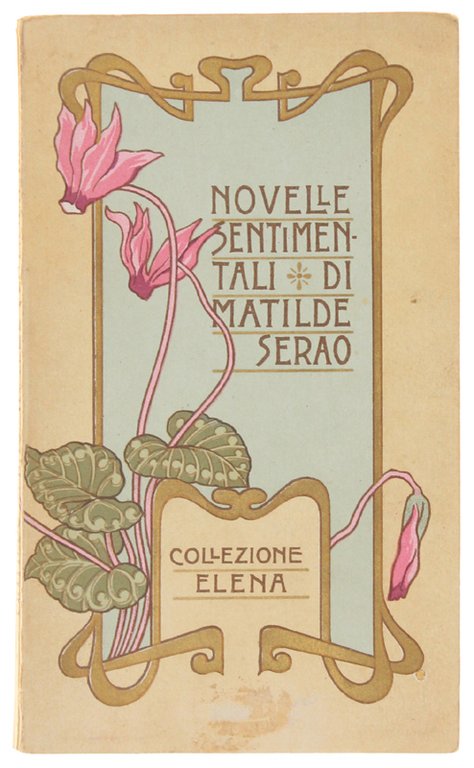 NOVELLE
SENTIMEN-
TALI DI
MATILDE
SERAO
COLLEZIONE
ELENA